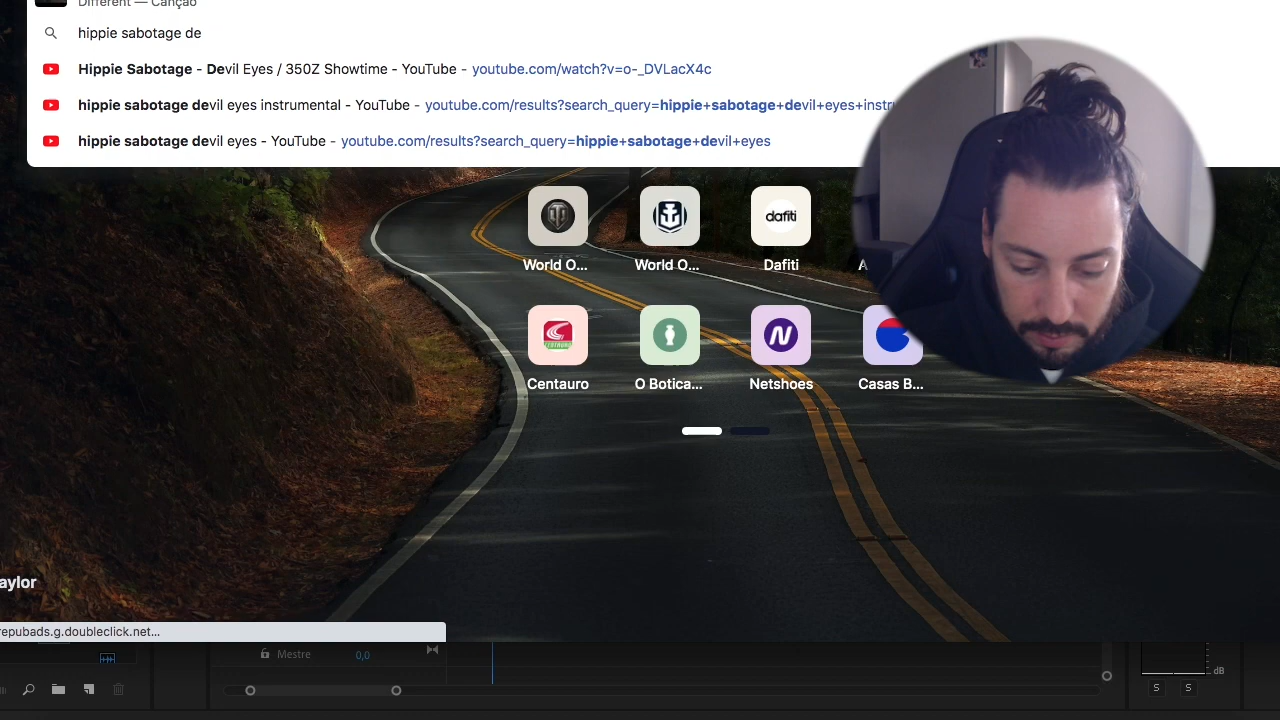 Different — Canção
hippie sabotage de
Hippie Sabotage - Devil Eyes / 350Z Showtime - YouTube - youtube.com/watch?v=o-_DVLacX4c
hippie sabotage devil eyes instrumental - YouTube - youtube.com/results?search_query=hippie+sabotage+devil+eyes+instr
hippie sabotage devil eyes - YouTube - youtube.com/results?search_query=hippie+sabotage+devil+eyes
dafiti
World O... World O... Dafiti A
CENTAURO N
Centauro O Botica... Netshoes Casas B...
aylor
repubads.g.doubleclick.net...
Mestre 0,0
dB
S S